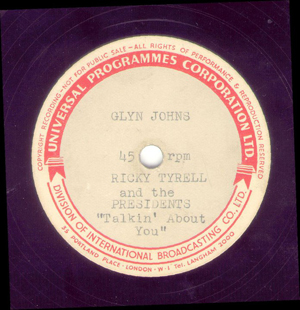 COPYRIGHT RECORDING-NOT FOR PUBLIC SALE-ALL RIGHTS OF PERFORMANCE & REPRODUCTION RESERVED
UNIVERSAL PROGRAMMES CORPORATION LTD.
GLYN JOHNS
45 rpm
RICKY TYRELL
and the
PRESIDENTS
"Talkin' About
You"
DIVISION OF INTERNATIONAL BROADCASTING CO. LTD.
35 PORTLAND PLACE · LONDON · W·1 Tel. LANGHAM 2000